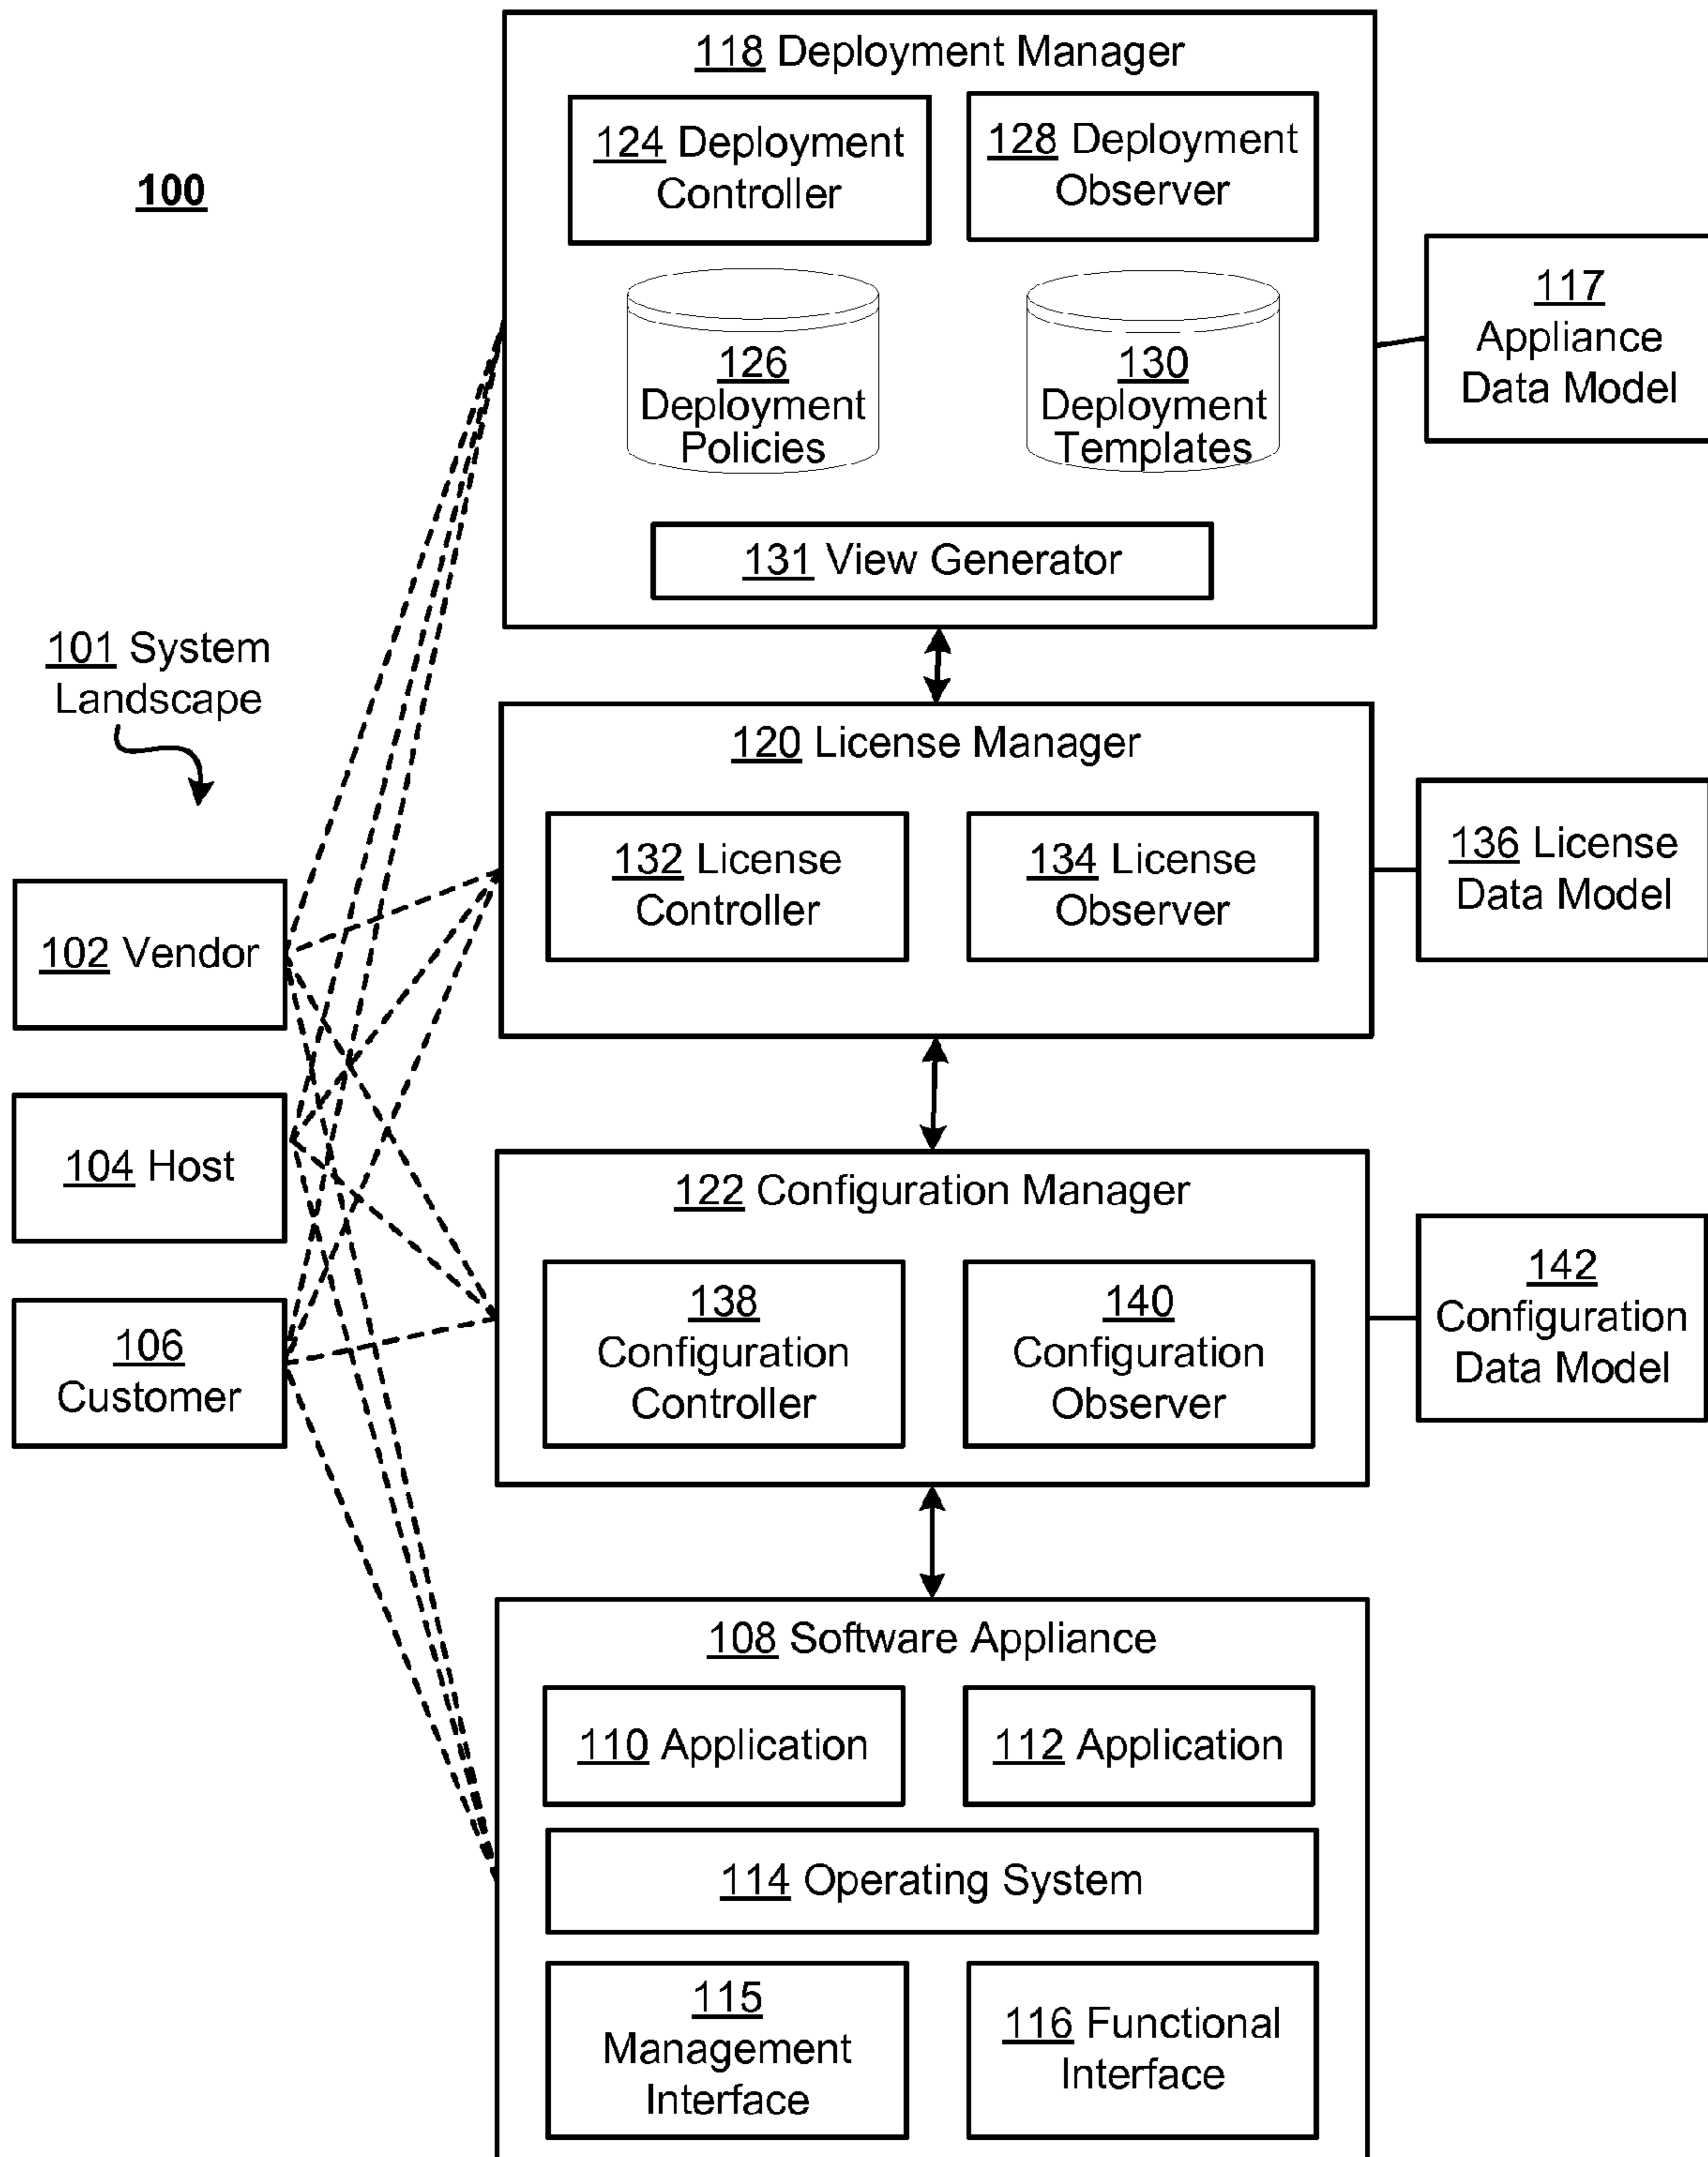 118 Deployment Manager
124 Deployment
Controller
128 Deployment
Observer
100
117
Appliance
Data Model
126
Deployment
Policies
130
Deployment
Templates
131 View Generator
101 System
Landscape
120 License Manager
132 License
Controller
134 License
Observer
136 License
Data Model
102 Vendor
104 Host
106
Customer
122 Configuration Manager
138
Configuration
Controller
140
Configuration
Observer
142
Configuration
Data Model
108 Software Appliance
110 Application
112 Application
114 Operating System
115
Management
Interface
116 Functional
Interface